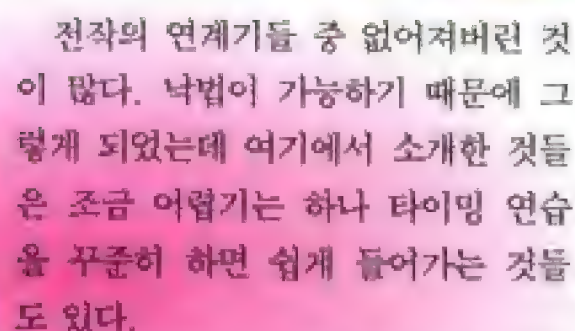 전작의 연계기들 중 없어져버린 것
이 많다. 낙법이 가능하기 때문에 그
렇게 되었는데 여기에서 소개한 것들
은 조금 어렵기는 하나 타이밍 연습
을 꾸준히 하면 쉽게 들어가는 것들
도 있다.